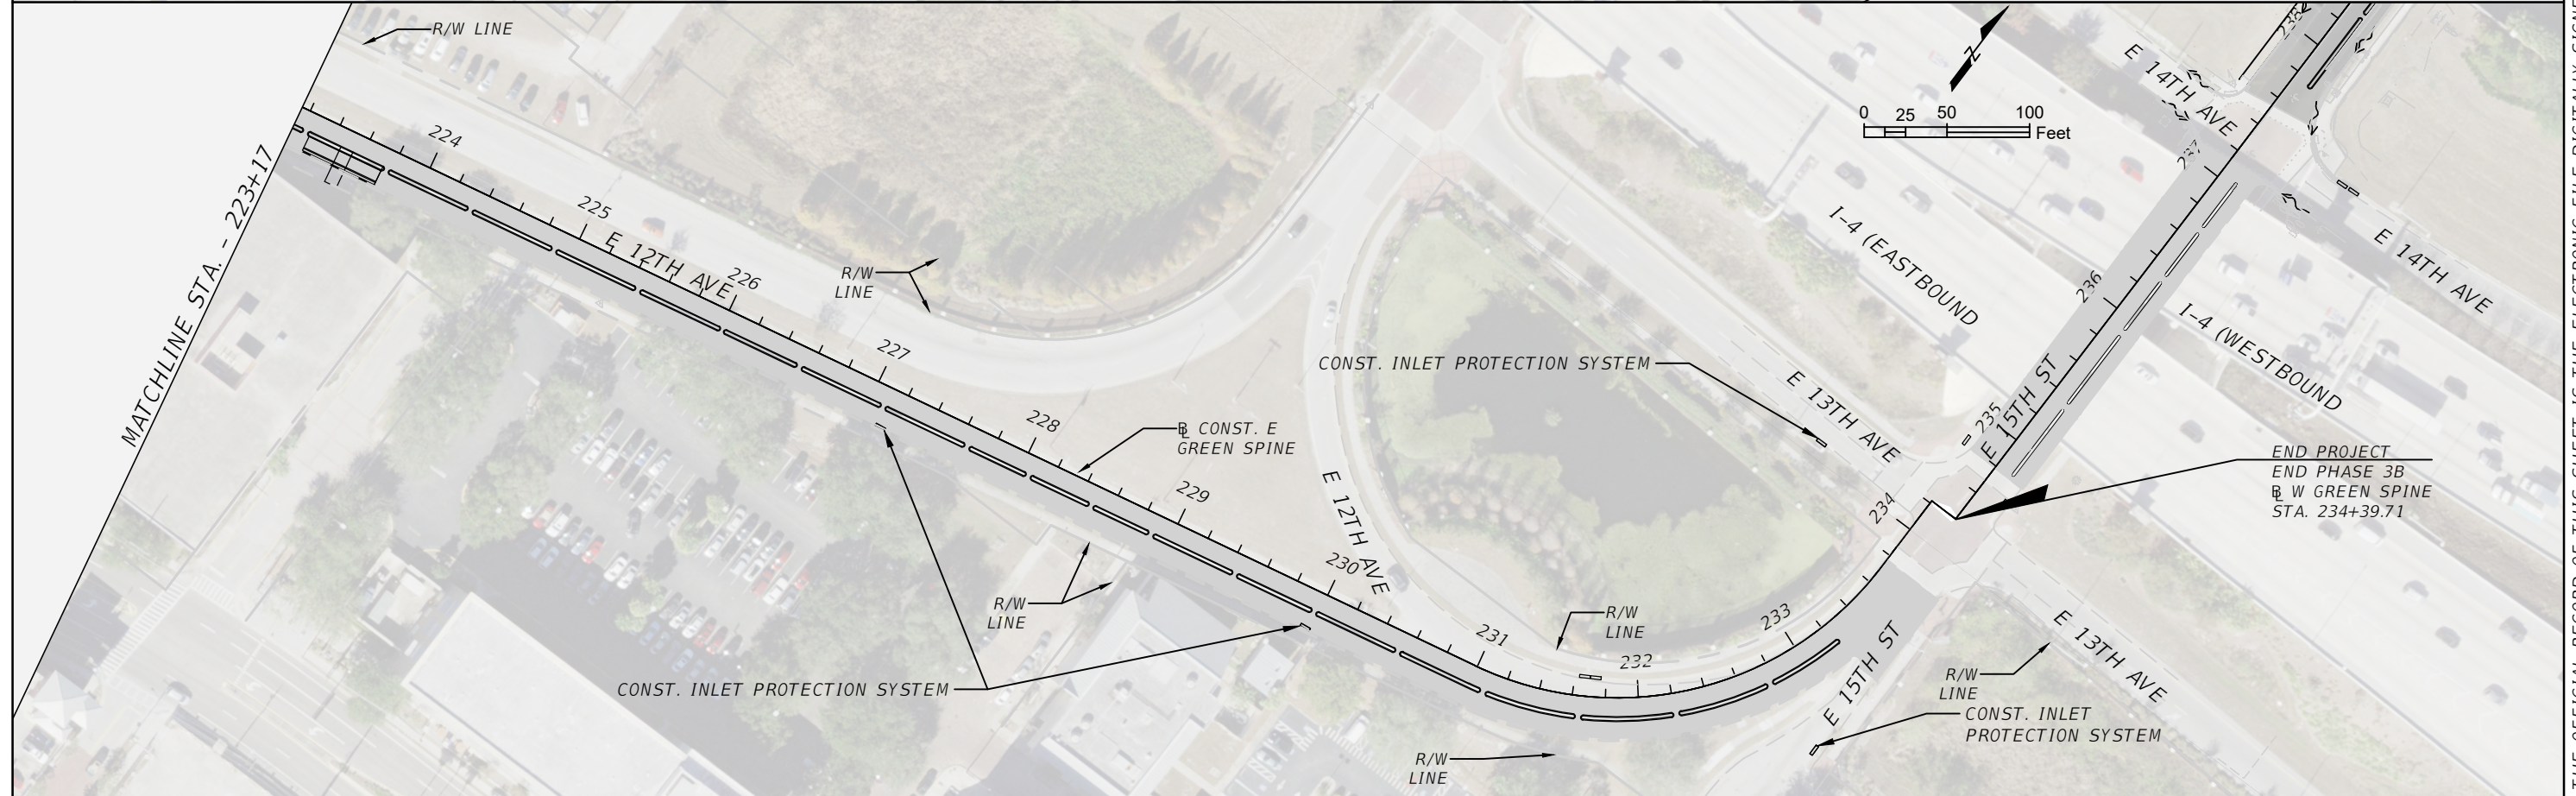 R/W LINE
MATCHLINE STA. - 223+17
224
225
E 12TH AVE
226
227
228
229
230
231
232
233
234
235
236
237
238
R/W
LINE
CONST. INLET PROTECTION SYSTEM
R/W
LINE
℄ CONST. E
GREEN SPINE
E 12TH AVE
CONST. INLET PROTECTION SYSTEM
R/W
LINE
R/W
LINE
N
0 25 50 100
Feet
I-4 (EASTBOUND
I-4 (WESTBOUND
E 14TH AVE
E 14TH AVE
E 13TH AVE
E 15TH ST
END PROJECT
END PHASE 3B
℄ W GREEN SPINE
STA. 234+39.71
E 13TH AVE
E 15TH ST
R/W
LINE
CONST. INLET
PROTECTION SYSTEM